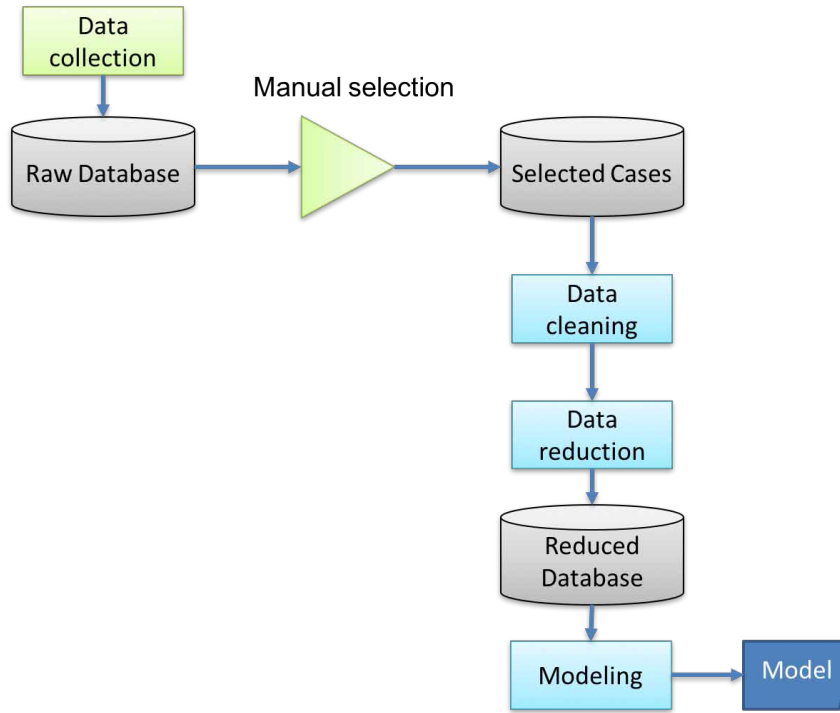 Data
collection
Manual selection
Raw Database
Selected Cases
Data
cleaning
Data
reduction
Reduced
Database
Modeling
Model